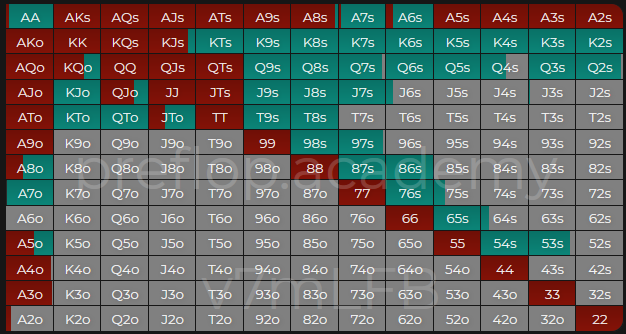 AA AKs AQs AJs ATs A9s A8s A7s A6s A5s A4s A3s A2s
AKo KK KQs KJs KTs K9s K8s K7s K6s K5s K4s K3s K2s
AQo KQo QQ QJs QTs Q9s Q8s Q7s Q6s Q5s Q4s Q3s Q2s
AJo KJo QJo JJ JTs J9s J8s J7s J6s J5s J4s J3s J2s
ATo KTo QTo JTo TT T9s T8s T7s T6s T5s T4s T3s T2s
A9o K9o Q9o J9o T9o 99 98s 97s 96s 95s 94s 93s 92s
A8o K8o Q8o J8o T8o 98o 88 87s 86s 85s 84s 83s 82s
preflop.academy
A7o K7o Q7o J7o T7o 97o 87o 77 76s 75s 74s 73s 72s
A6o K6o Q6o J6o T6o 96o 86o 76o 66 65s 64s 63s 62s
A5o K5o Q5o J5o T5o 95o 85o 75o 65o 55 54s 53s 52s
A4o K4o Q4o J4o T4o 94o 84o 74o 64o 54o 44 43s 42s
v7mLFB
A3o K3o Q3o J3o T3o 93o 83o 73o 63o 53o 43o 33 32s
A2o K2o Q2o J2o T2o 92o 82o 72o 62o 52o 42o 32o 22